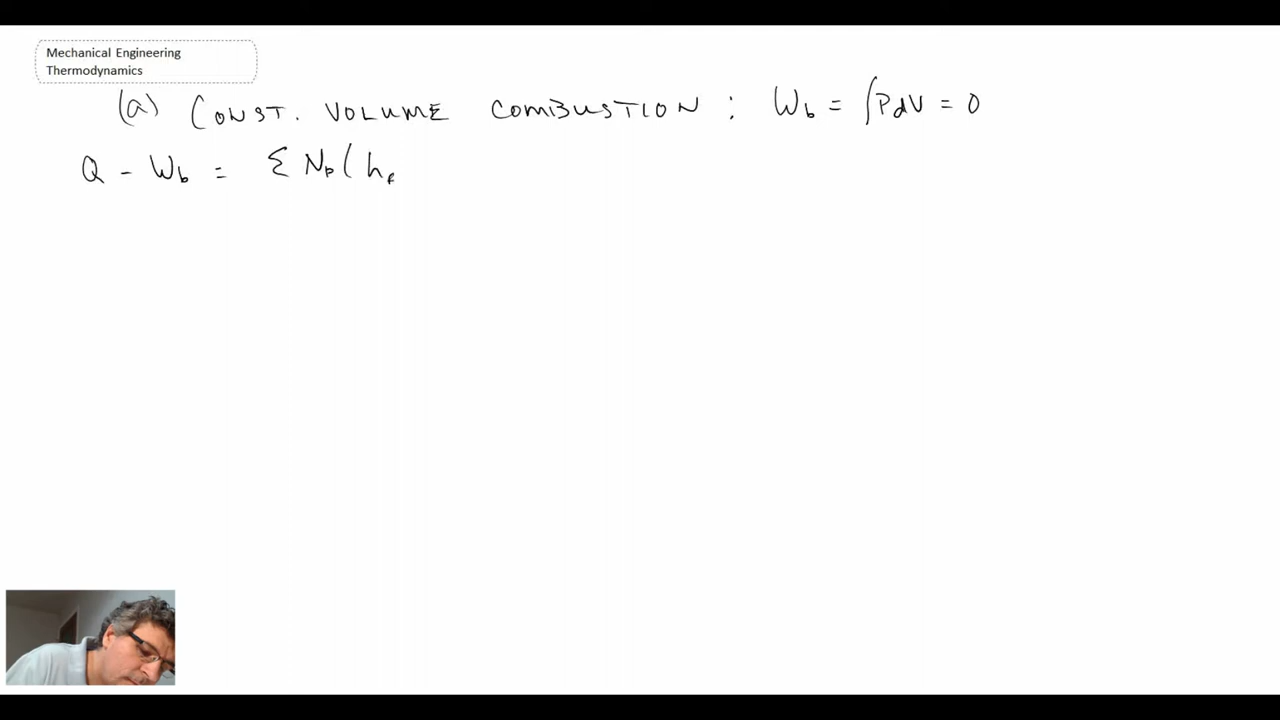 Mechanical Engineering
Thermodynamics
(a) CONST. VOLUME COMBUSTION : Wb = ∫PdV = 0
Q - Wb = Σ Np ( hf